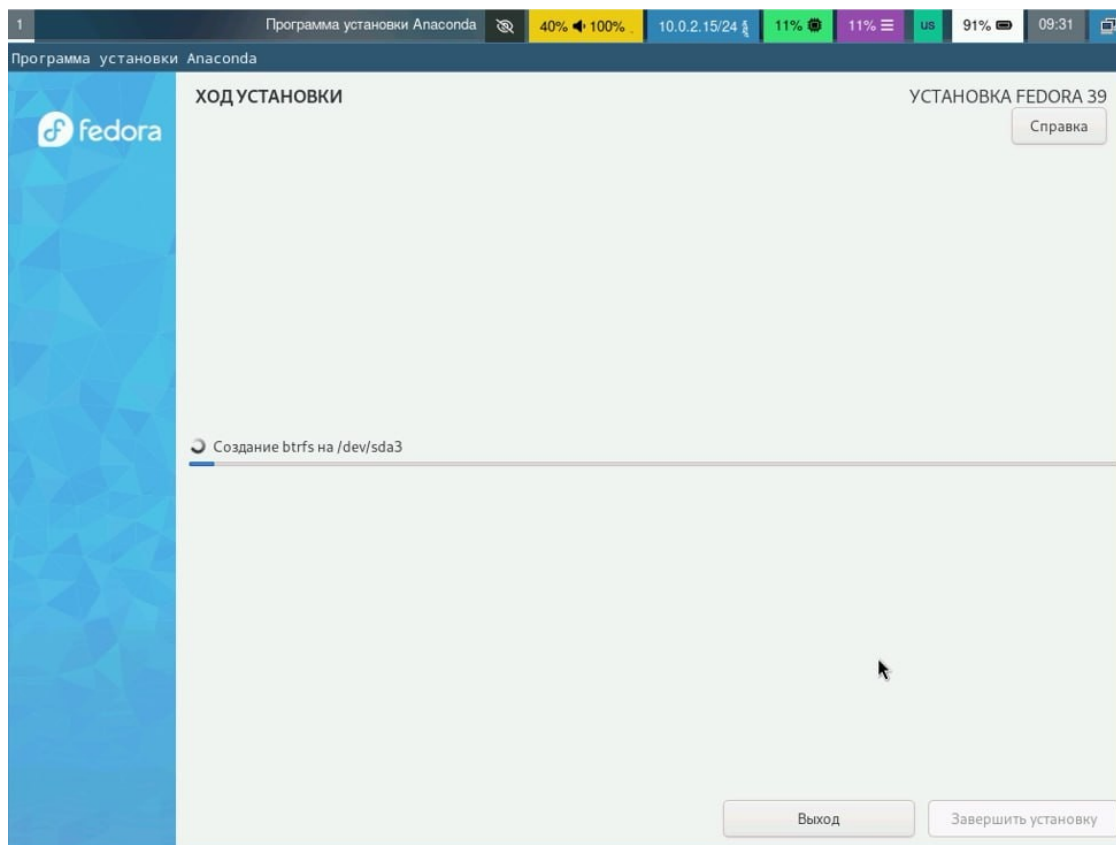 1 Программа установки Anaconda 40% 100% 10.0.2.15/24 11% 11% us 91% 09:31
Программа установки Anaconda
fedora
ХОД УСТАНОВКИ
УСТАНОВКА FEDORA 39
Справка
Создание btrfs на /dev/sda3
Выход
Завершить установку